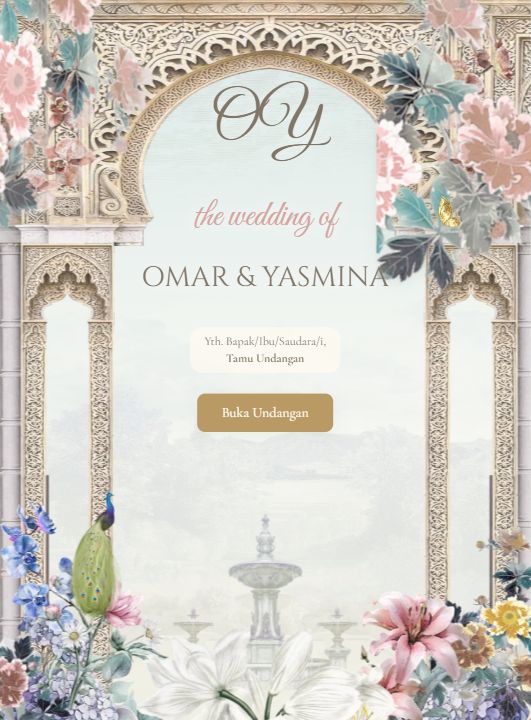 OY
the wedding of
OMAR & YASMINA
Yth. Bapak/Ibu/Saudara/i,
Tamu Undangan
Buka Undangan